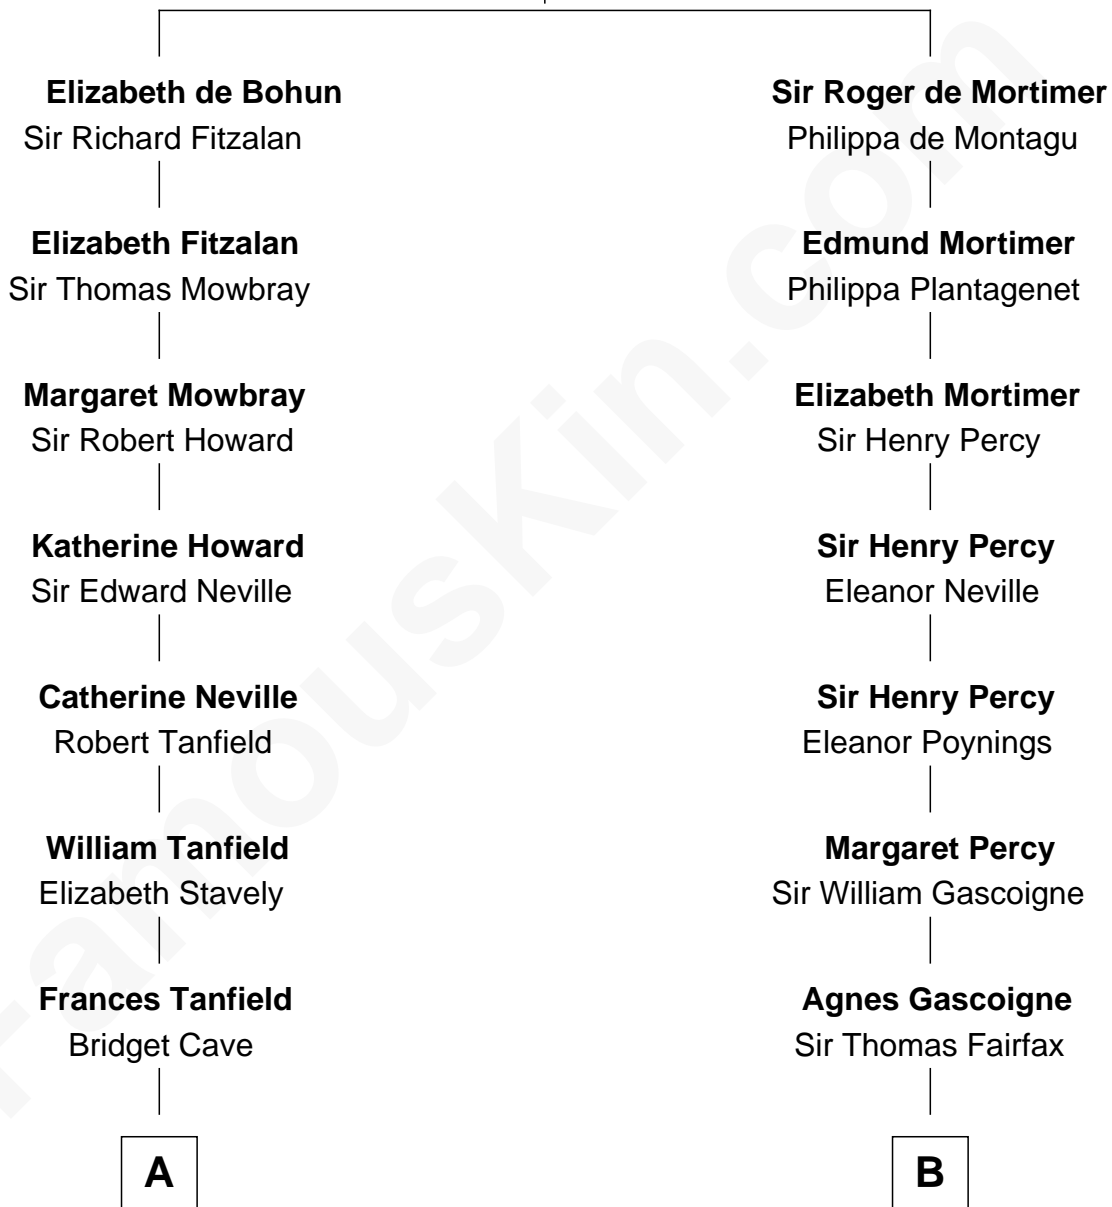 Elizabeth de Bohun
Sir Richard Fitzalan
Elizabeth Fitzalan
Sir Thomas Mowbray
Margaret Mowbray
Sir Robert Howard
Katherine Howard
Sir Edward Neville
Catherine Neville
Robert Tanfield
William Tanfield
Elizabeth Stavely
Frances Tanfield
Bridget Cave
A
Sir Roger de Mortimer
Philippa de Montagu
Edmund Mortimer
Philippa Plantagenet
Elizabeth Mortimer
Sir Henry Percy
Sir Henry Percy
Eleanor Neville
Sir Henry Percy
Eleanor Poynings
Margaret Percy
Sir William Gascoigne
Agnes Gascoigne
Sir Thomas Fairfax
B
FamousKin.com